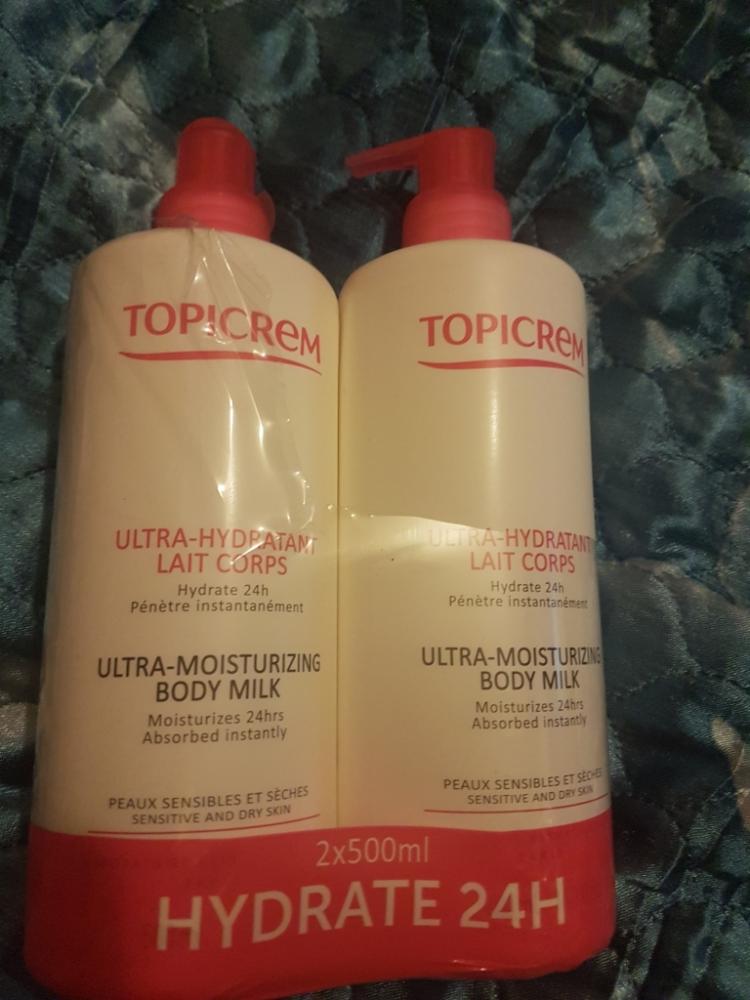 TOPICREM
ULTRA-HYDRATANT
LAIT CORPS
Hydrate 24h
Pénètre instantanément
ULTRA-MOISTURIZING
BODY MILK
Moisturizes 24hrs
Absorbed instantly
PEAUX SENSIBLES ET SÈCHES
SENSITIVE AND DRY SKIN
TOPICREM
ULTRA-HYDRATANT
LAIT CORPS
Hydrate 24h
Pénètre instantanément
ULTRA-MOISTURIZING
BODY MILK
Moisturizes 24hrs
Absorbed instantly
PEAUX SENSIBLES ET SÈCHES
SENSITIVE AND DRY SKIN
2x500ml
HYDRATE 24H